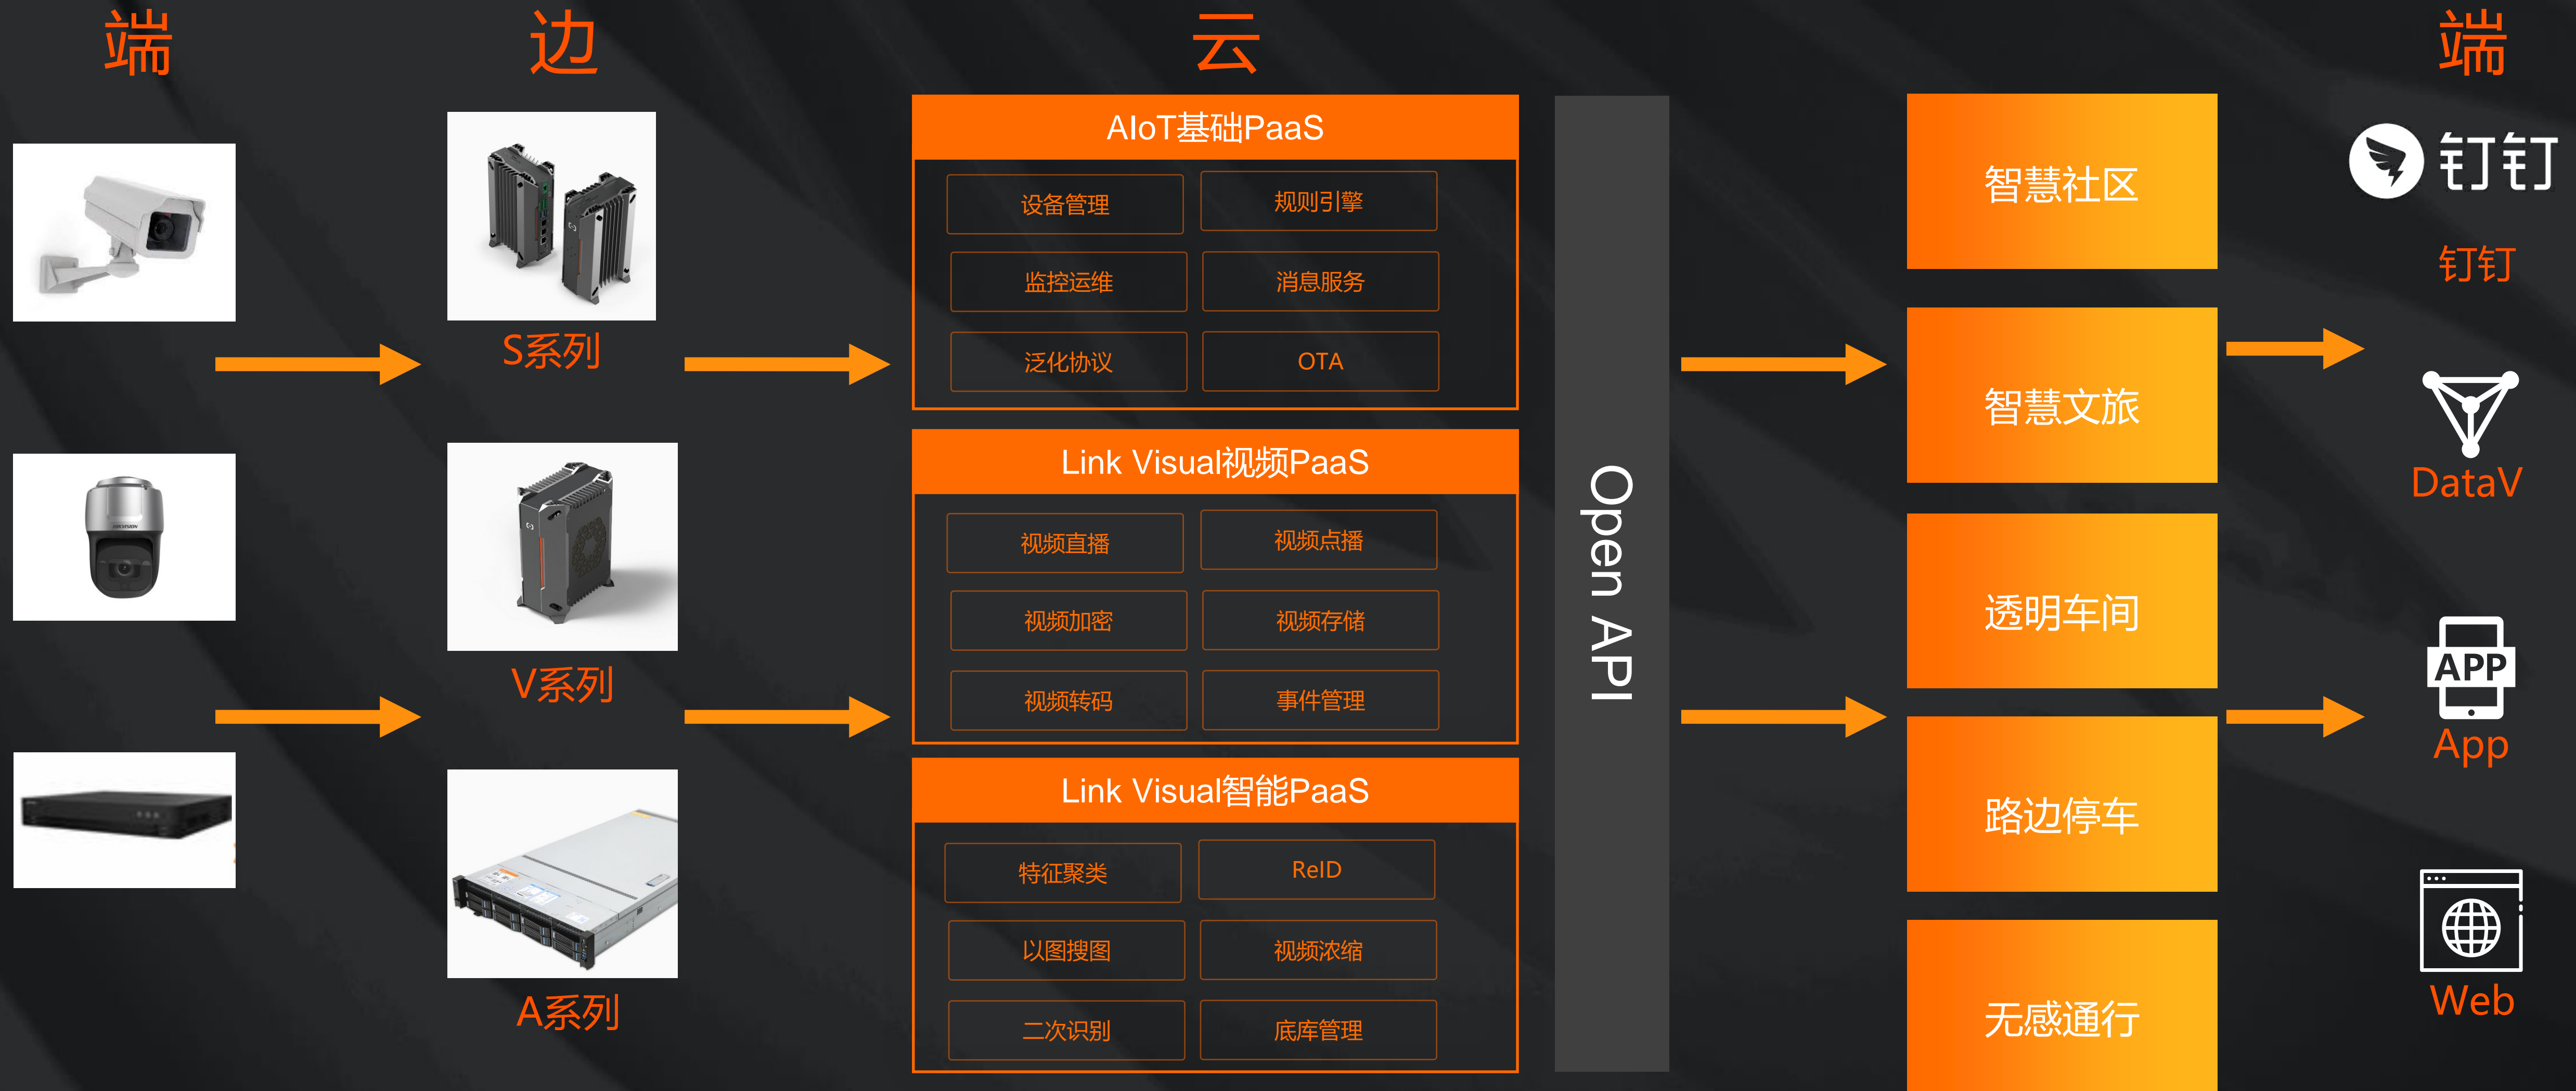 端
边
云
端
S系列
V系列
A系列
AIoT基础PaaS
设备管理
规则引擎
监控运维
消息服务
泛化协议
OTA
Link Visual视频PaaS
视频直播
视频点播
视频加密
视频存储
视频转码
事件管理
Link Visual智能PaaS
特征聚类
ReID
以图搜图
视频浓缩
二次识别
底库管理
Open API
智慧社区
智慧文旅
透明车间
路边停车
无感通行
钉钉
钉钉
DataV
APP
App
Web
HIKVISION